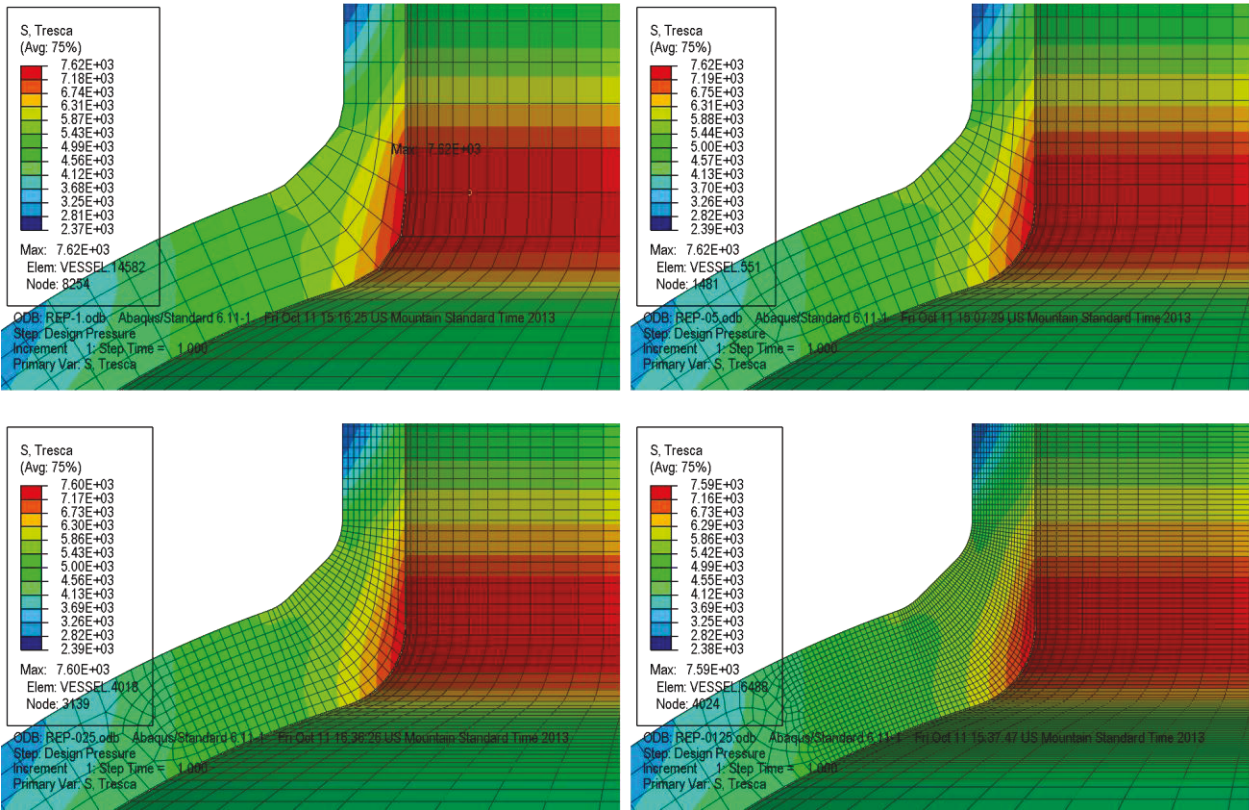 S, Tresca
(Avg: 75%)
7.62E+03
7.18E+03
6.74E+03
6.31E+03
5.87E+03
5.43E+03
4.99E+03
4.56E+03
4.12E+03
3.68E+03
3.25E+03
2.81E+03
2.37E+03
Max: 7.62E+03
Elem: VESSEL.14582
Node: 8254
Max: 7.62E+03
ODB: REP-1.odb Abaqus/Standard 6.11-1 Fri Oct 11 15:16:25 US Mountain Standard Time 2013
Step: Design Pressure
Increment 1: Step Time = 1.000
Primary Var: S, Tresca
S, Tresca
(Avg: 75%)
7.62E+03
7.19E+03
6.75E+03
6.31E+03
5.88E+03
5.44E+03
5.00E+03
4.57E+03
4.13E+03
3.70E+03
3.26E+03
2.82E+03
2.39E+03
Max: 7.62E+03
Elem: VESSEL.551
Node: 1481
ODB: REP-05.odb Abaqus/Standard 6.11-1 Fri Oct 11 15:07:29 US Mountain Standard Time 2013
Step: Design Pressure
Increment 1: Step Time = 1.000
Primary Var: S, Tresca
S, Tresca
(Avg: 75%)
7.60E+03
7.17E+03
6.73E+03
6.30E+03
5.86E+03
5.43E+03
5.00E+03
4.56E+03
4.13E+03
3.69E+03
3.26E+03
2.82E+03
2.39E+03
Max: 7.60E+03
Elem: VESSEL.4018
Node: 3139
ODB: REP-025.odb Abaqus/Standard 6.11-1 Fri Oct 11 15:36:26 US Mountain Standard Time 2013
Step: Design Pressure
Increment 1: Step Time = 1.000
Primary Var: S, Tresca
S, Tresca
(Avg: 75%)
7.59E+03
7.16E+03
6.73E+03
6.29E+03
5.86E+03
5.42E+03
4.99E+03
4.55E+03
4.12E+03
3.69E+03
3.25E+03
2.82E+03
2.38E+03
Max: 7.59E+03
Elem: VESSEL.6488
Node: 4024
ODB: REP-0125.odb Abaqus/Standard 6.11-1 Fri Oct 11 15:37:47 US Mountain Standard Time 2013
Step: Design Pressure
Increment 1: Step Time = 1.000
Primary Var: S, Tresca